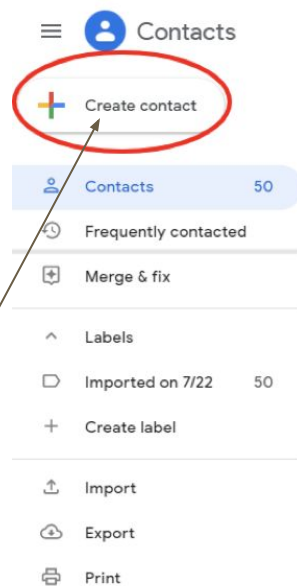 Contacts
Create contact
Contacts 50
Frequently contacted
Merge & fix
Labels
Imported on 7/22 50
Create label
Import
Export
Print